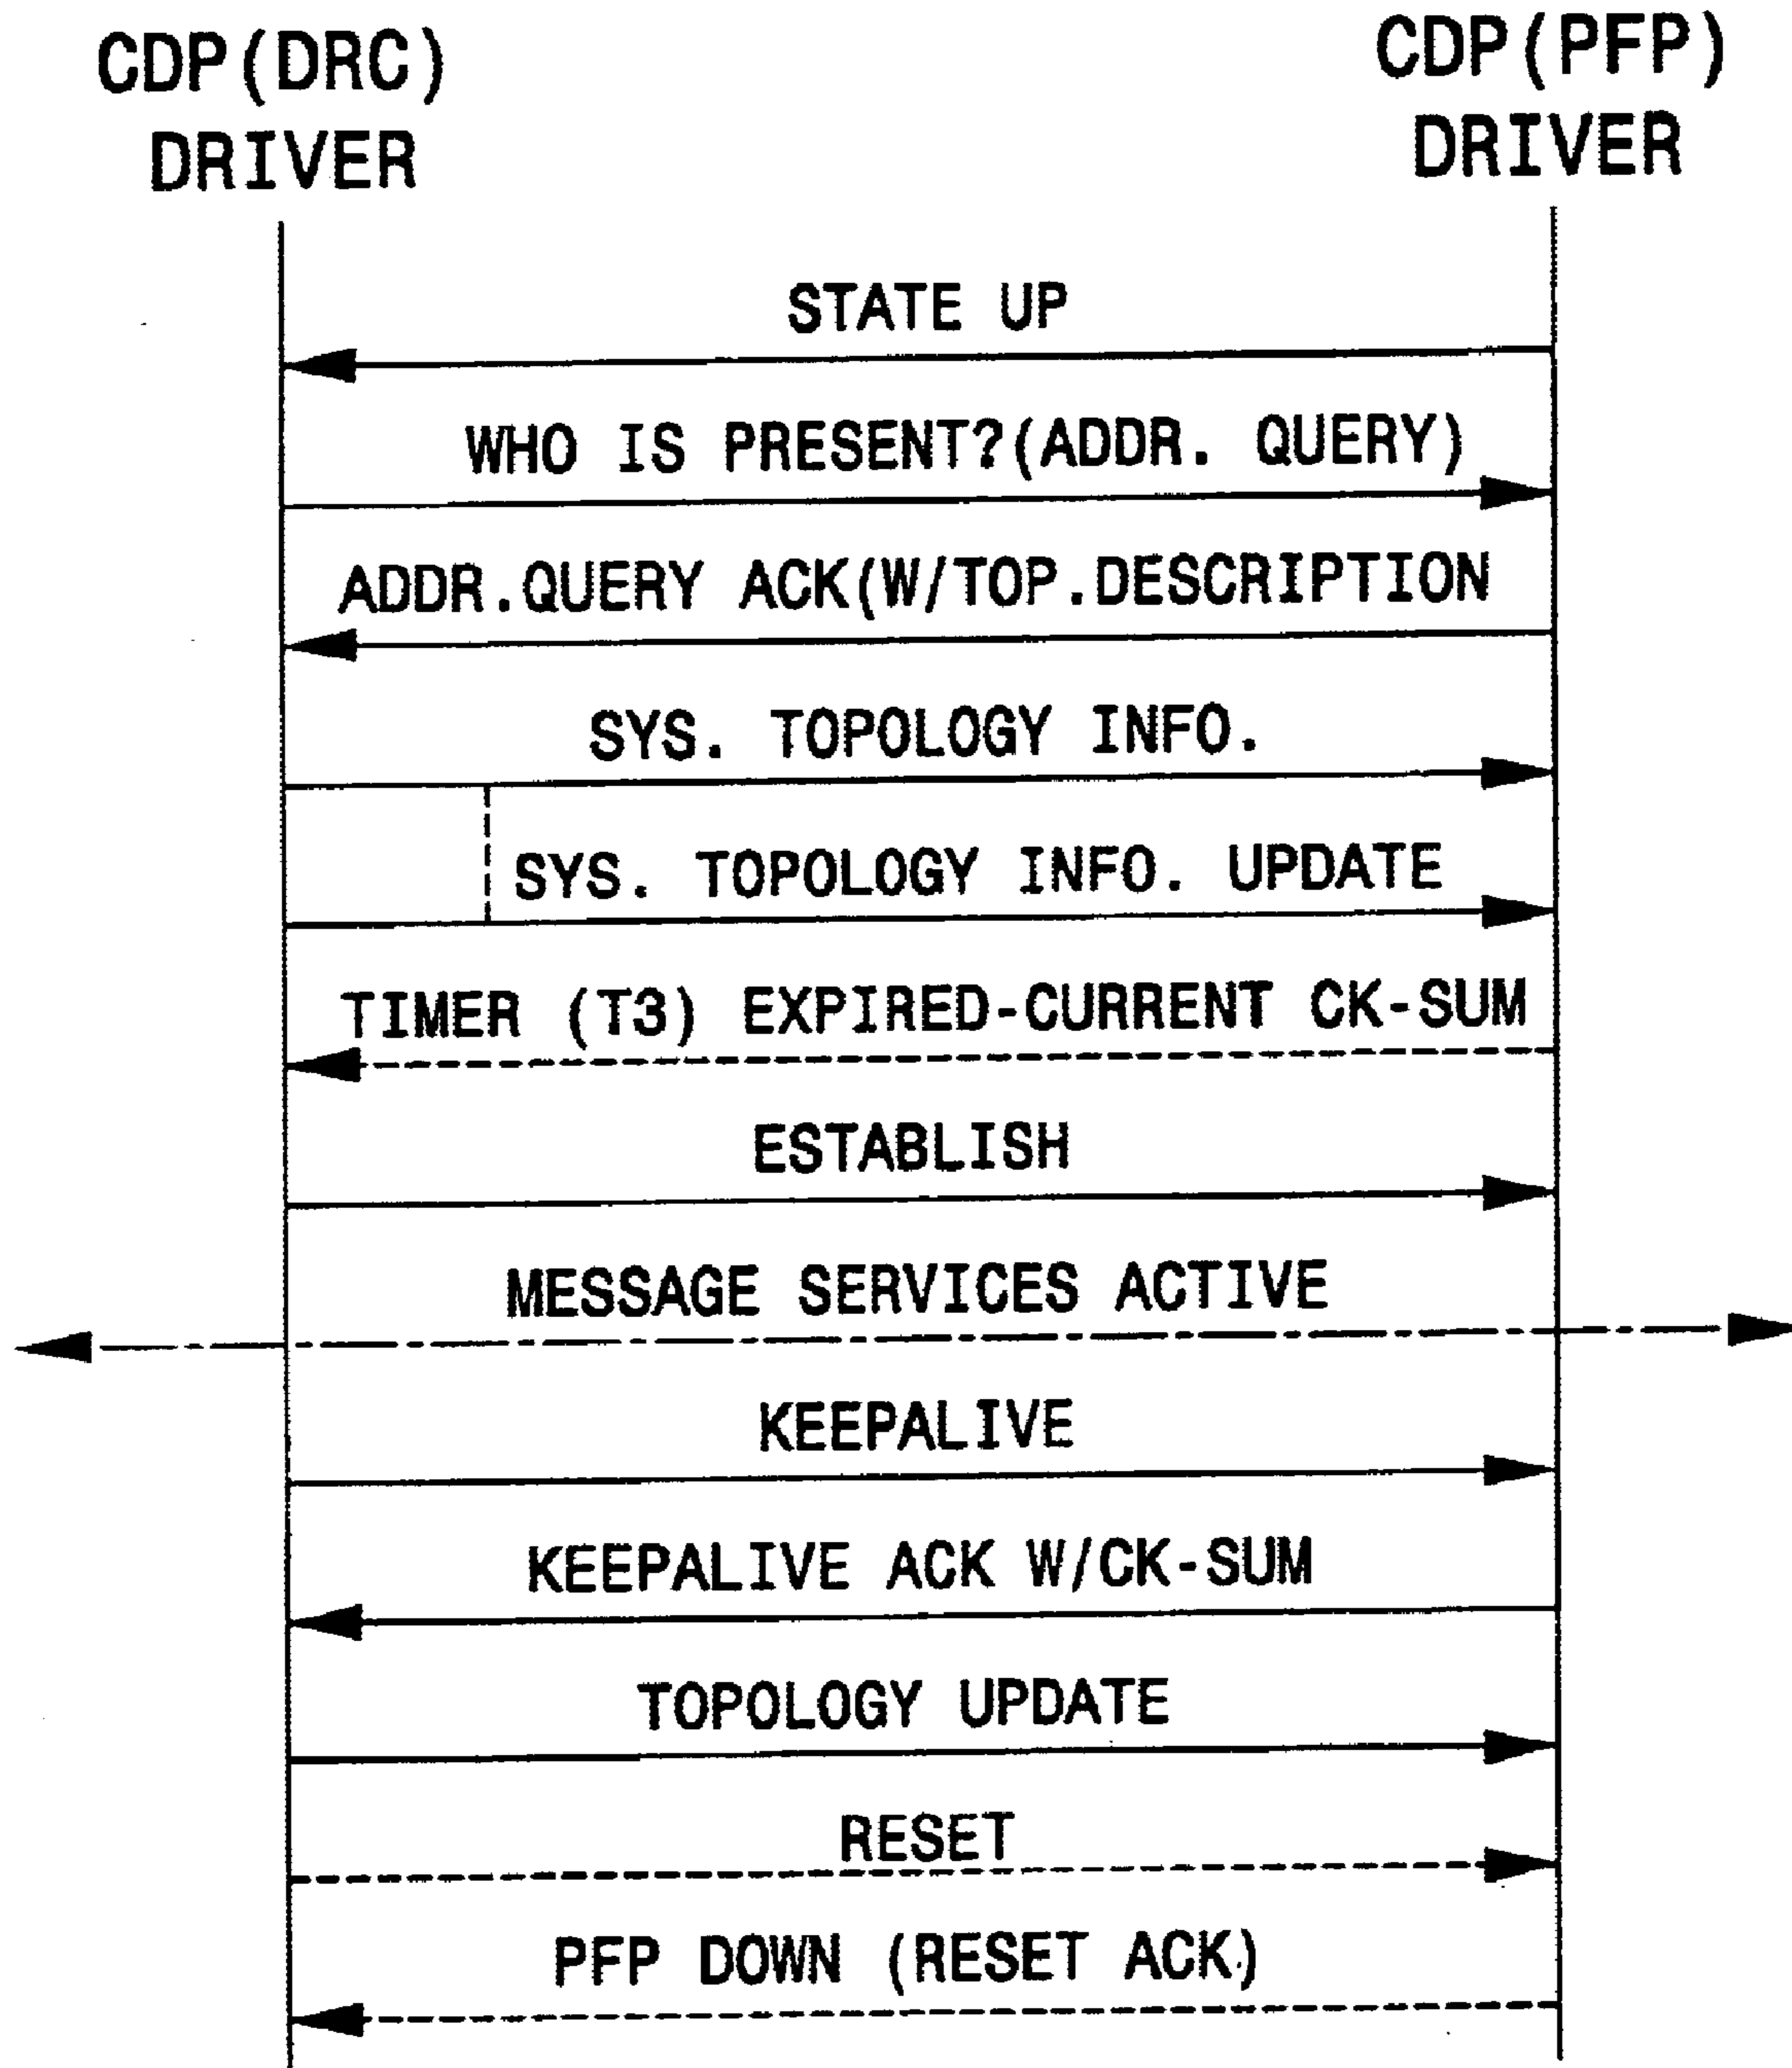 CDP(DRC)
DRIVER
CDP(PFP)
DRIVER
STATE UP
WHO IS PRESENT?(ADDR. QUERY)
ADDR.QUERY ACK(W/TOP.DESCRIPTION
SYS. TOPOLOGY INFO.
SYS. TOPOLOGY INFO. UPDATE
TIMER (T3) EXPIRED-CURRENT CK-SUM
ESTABLISH
MESSAGE SERVICES ACTIVE
KEEPALIVE
KEEPALIVE ACK W/CK-SUM
TOPOLOGY UPDATE
RESET
PFP DOWN (RESET ACK)